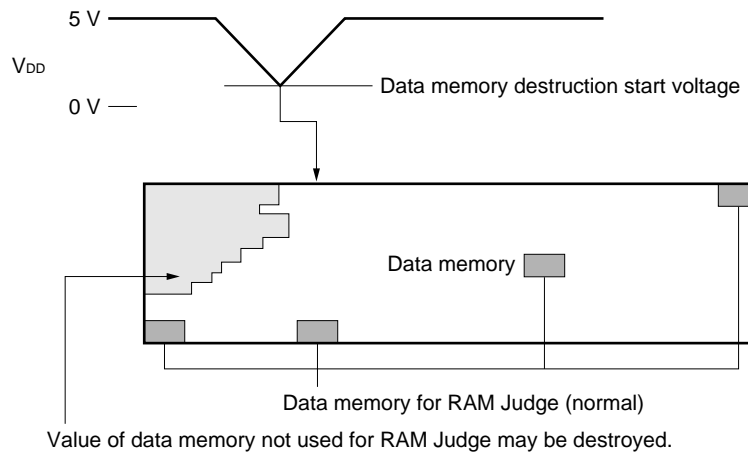 5 V
VDD
Data memory destruction start voltage
0 V
Data memory
Data memory for RAM Judge (normal)
Value of data memory not used for RAM Judge may be destroyed.